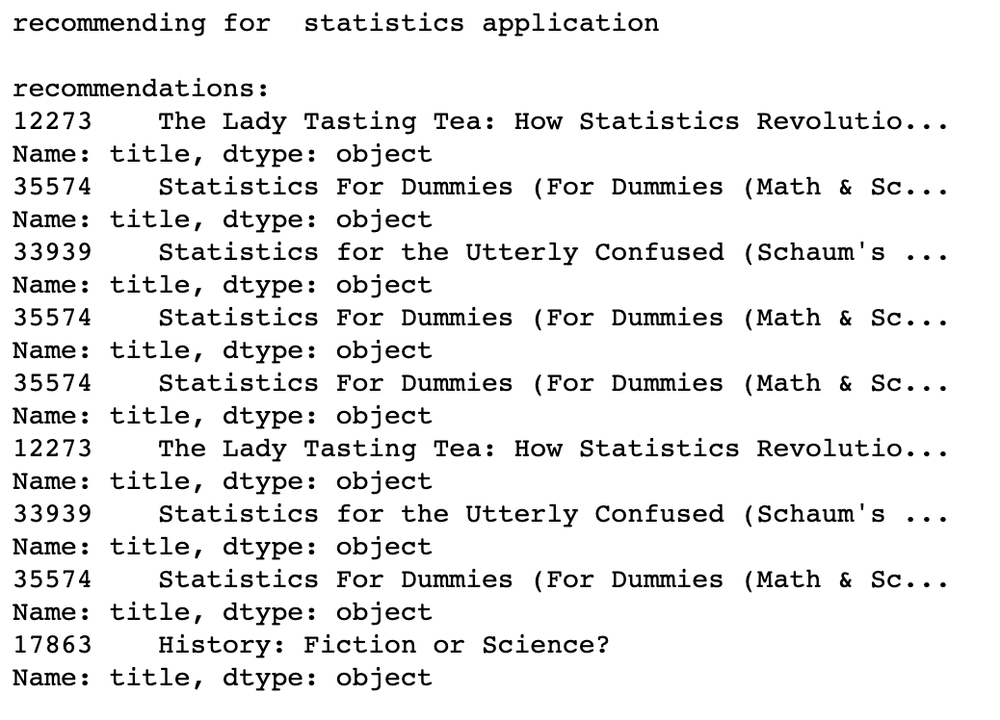 recommending for  statistics application
recommendations:
12273    The Lady Tasting Tea: How Statistics Revolutio...
Name: title, dtype: object
35574    Statistics For Dummies (For Dummies (Math & Sc...
Name: title, dtype: object
33939    Statistics for the Utterly Confused (Schaum's ...
Name: title, dtype: object
35574    Statistics For Dummies (For Dummies (Math & Sc...
Name: title, dtype: object
35574    Statistics For Dummies (For Dummies (Math & Sc...
Name: title, dtype: object
12273    The Lady Tasting Tea: How Statistics Revolutio...
Name: title, dtype: object
33939    Statistics for the Utterly Confused (Schaum's ...
Name: title, dtype: object
35574    Statistics For Dummies (For Dummies (Math & Sc...
Name: title, dtype: object
17863    History: Fiction or Science?
Name: title, dtype: object